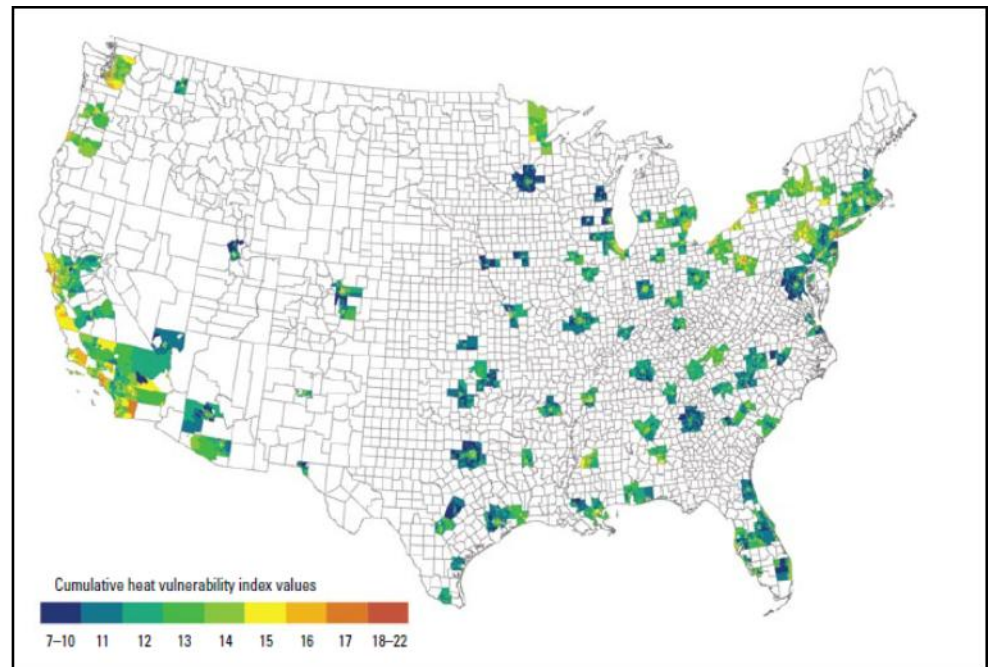 Cumulative heat vulnerability index values
7–10 11 12 13 14 15 16 17 18–22